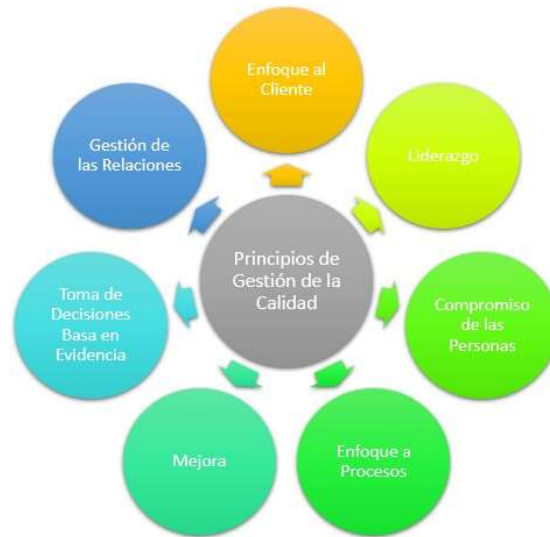 Enfoque al
Cliente
Liderazgo
Compromiso
de las
Personas
Enfoque a
Procesos
Mejora
Toma de
Decisiones
Basa en
Evidencia
Gestión de
las Relaciones
Principios de
Gestión de la
Calidad